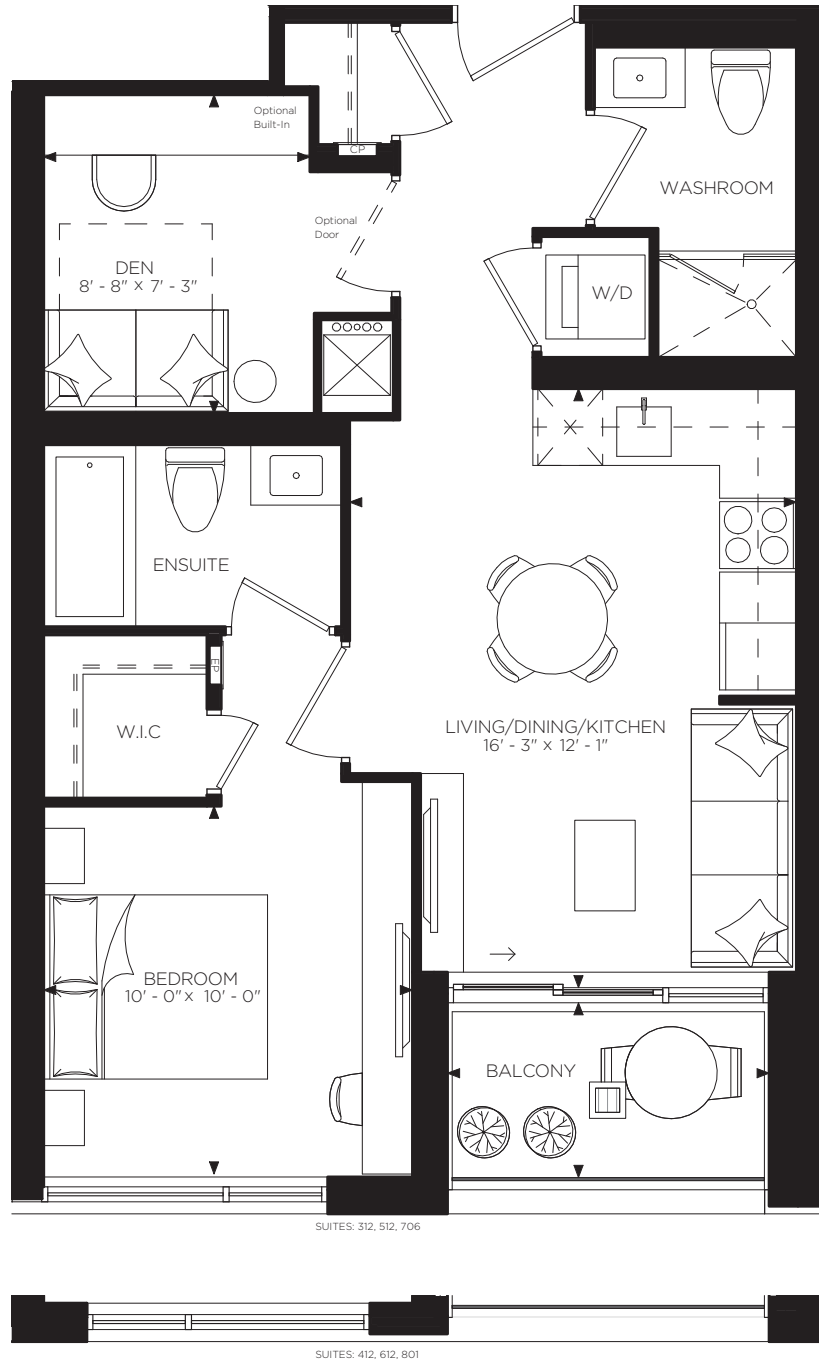 Optional
Built-In
CP
WASHROOM
Optional
Door
DEN
8' - 8" x 7' - 3"
W/D
ENSUITE
EP
W.I.C
LIVING/DINING/KITCHEN
16' - 3" x 12' - 1"
BEDROOM
10' - 0" x 10' - 0"
BALCONY
SUITES: 312, 512, 706
SUITES: 412, 612, 801